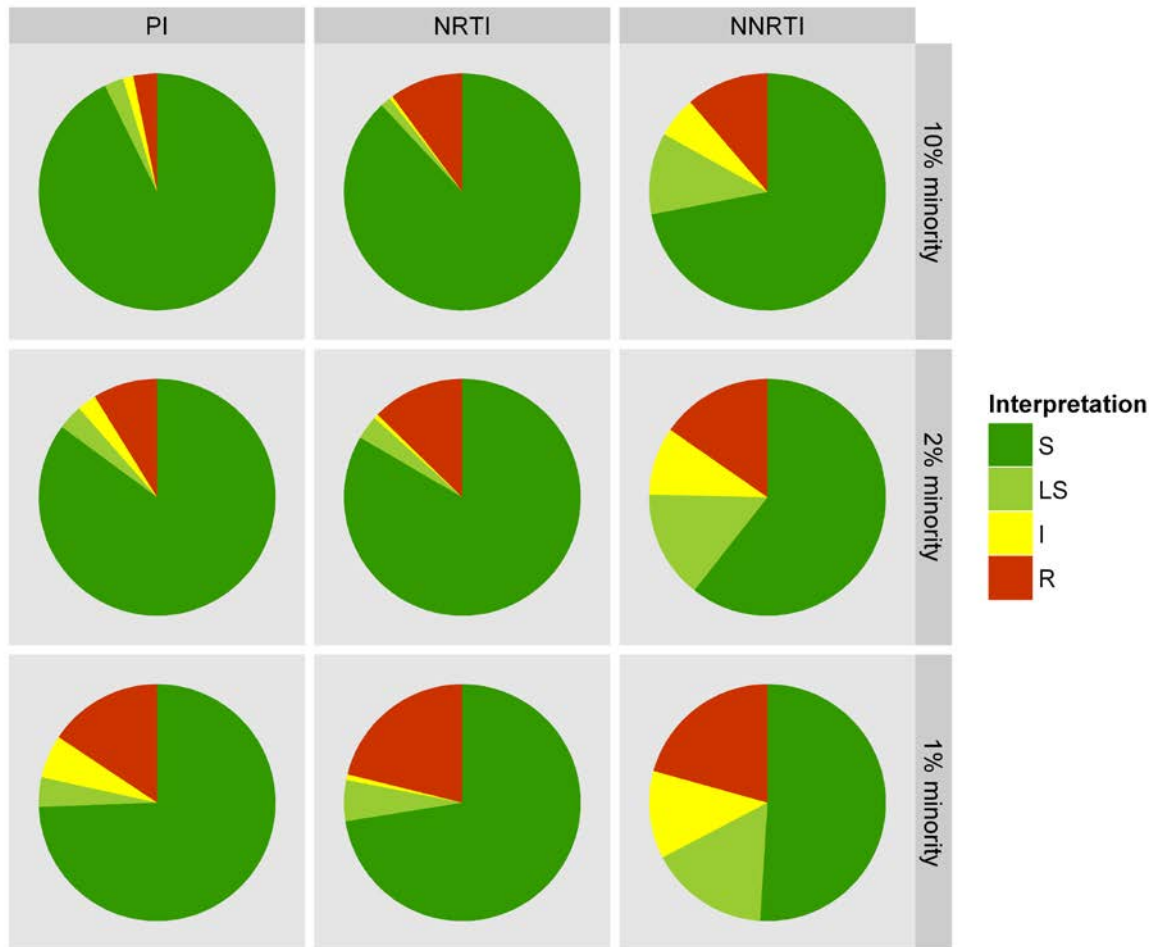 PI
NRTI
NNRTI
10% minority
2% minority
1% minority
Interpretation
S
LS
I
R